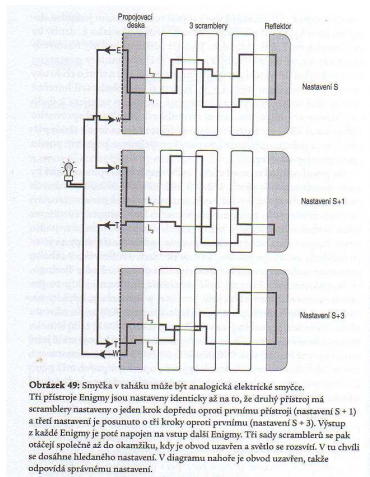 Propojovací
deska
3 scramblery
Reflektor
E
L₂
L₁
w
Nastavení S
e
L₁
L₂
T
Nastavení S+1
L₃
L₂
T
W
Nastavení S+3
Obrázek 49: Smyčka v taháku může být analogická elektrické smyčce.
Tři přístroje Enigmy jsou nastaveny identicky až na to, že druhý přístroj má
scramblery nastaveny o jeden krok dopředu oproti prvnímu přístroji (nastavení S + 1)
a třetí nastavení je posunuto o tři kroky oproti prvnímu (nastavení S + 3). Výstup
z každé Enigmy je poté napojen na vstup další Enigmy. Tři sady scramblerů se pak
otáčejí společně až do okamžiku, kdy je obvod uzavřen a světlo se rozsvítí. V tu chvíli
se dosáhne hledaného nastavení. V diagramu nahoře je obvod uzavřen, takže
odpovídá správnému nastavení.